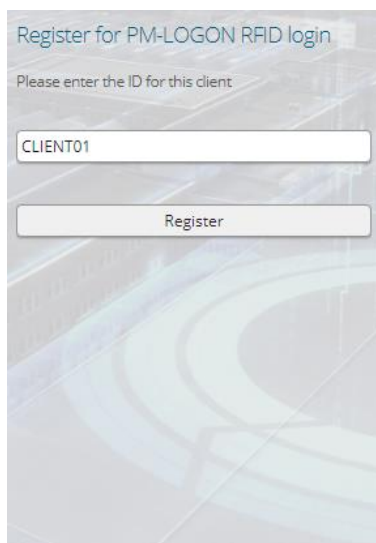 Register for PM-LOGON RFID login
Please enter the ID for this client
CLIENT01
Register